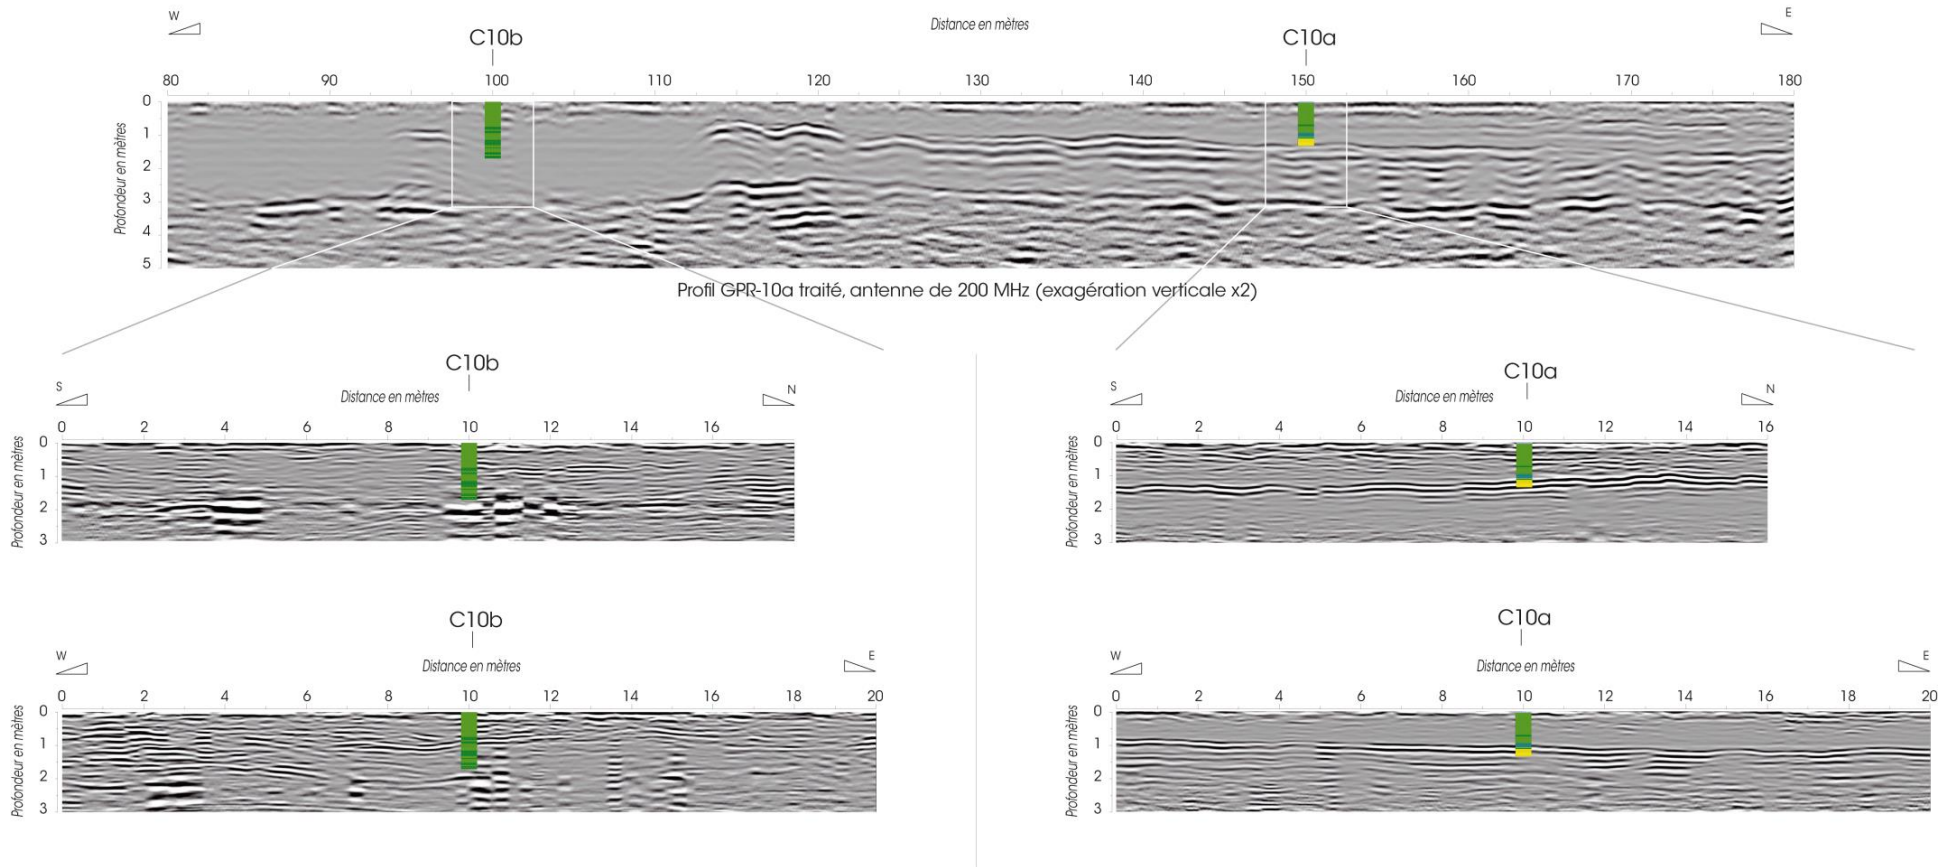 W
Distance en mètres
E
C10b
C10a
80 90 100 110 120 130 140 150 160 170 180
Profondeur en mètres
0
1
2
3
4
5
Profil GPR-10a traité, antenne de 200 MHz (exagération verticale x2)
C10b
S
Distance en mètres
N
0 2 4 6 8 10 12 14 16
Profondeur en mètres
0
1
2
3
C10a
S
Distance en mètres
N
0 2 4 6 8 10 12 14 16
Profondeur en mètres
0
1
2
3
C10b
W
Distance en mètres
E
0 2 4 6 8 10 12 14 16 18 20
Profondeur en mètres
0
1
2
3
C10a
W
Distance en mètres
E
0 2 4 6 8 10 12 14 16 18 20
Profondeur en mètres
0
1
2
3